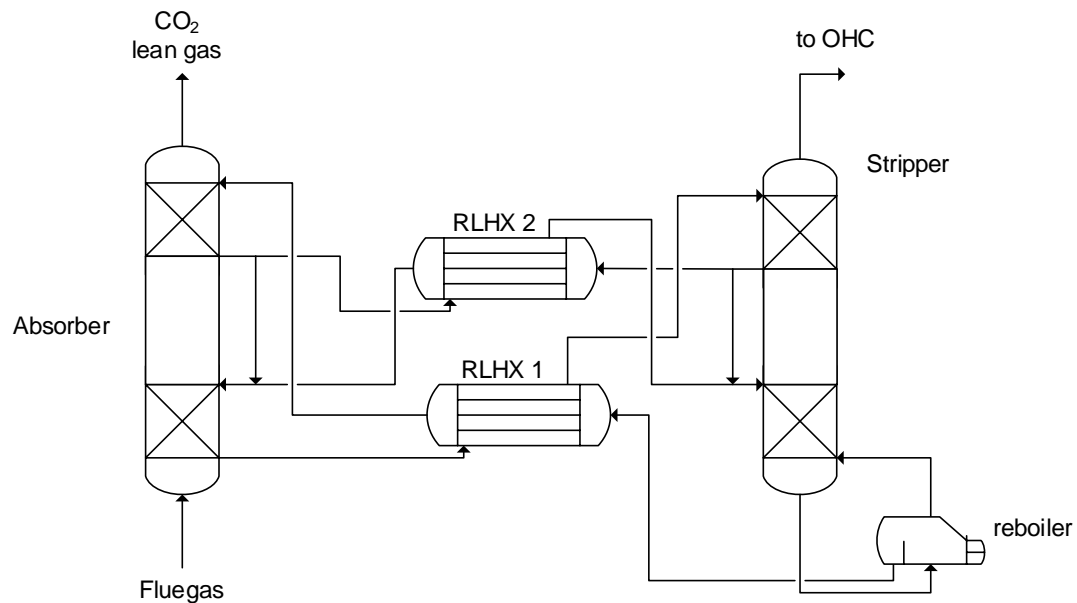 CO2
lean gas
to OHC
Stripper
RLHX 2
Absorber
RLHX 1
reboiler
Fluegas